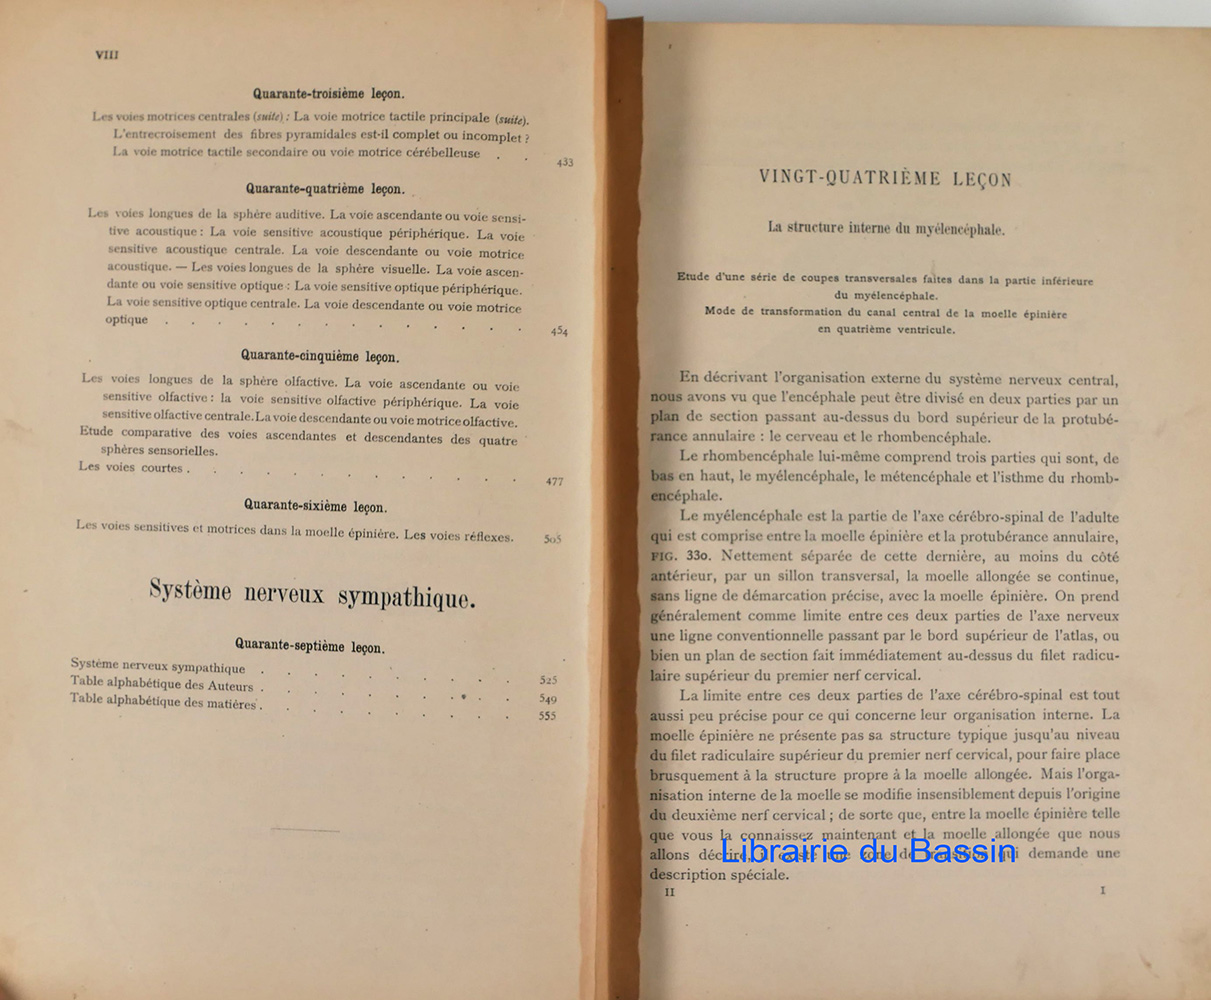 VIII
Quarante-troisième leçon.
Les voies motrices centrales (suite) : La voie motrice tactile principale (suite).
L'entrecroisement des fibres pyramidales est-il complet ou incomplet ?
La voie motrice tactile secondaire ou voie motrice cérébelleuse . . 433
Quarante-quatrième leçon.
Les voies longues de la sphère auditive. La voie ascendante ou voie sensi-
tive acoustique : La voie sensitive acoustique périphérique. La voie
sensitive acoustique centrale. La voie descendante ou voie motrice
acoustique. — Les voies longues de la sphère visuelle. La voie ascen-
dante ou voie sensitive optique : La voie sensitive optique périphérique.
La voie sensitive optique centrale. La voie descendante ou voie motrice
optique . . . . . . . . . . . . . . 454
Quarante-cinquième leçon.
Les voies longues de la sphère olfactive. La voie ascendante ou voie
sensitive olfactive : la voie sensitive olfactive périphérique. La voie
sensitive olfactive centrale. La voie descendante ou voie motrice olfactive.
Etude comparative des voies ascendantes et descendantes des quatre
sphères sensorielles.
Les voies courtes . . . . . . . . . . . . . 477
Quarante-sixième leçon.
Les voies sensitives et motrices dans la moelle épinière. Les voies réflexes. 505
Système nerveux sympathique.
Quarante-septième leçon.
Système nerveux sympathique . . . . . . . . . . 525
Table alphabétique des Auteurs . . . . . . . . . . 549
Table alphabétique des matières . . . . . . . . . . 555
VINGT-QUATRIÈME LEÇON
La structure interne du myélencéphale.
Etude d'une série de coupes transversales faites dans la partie inférieure
du myélencéphale.
Mode de transformation du canal central de la moelle épinière
en quatrième ventricule.
En décrivant l'organisation externe du système nerveux central,
nous avons vu que l'encéphale peut être divisé en deux parties par un
plan de section passant au-dessus du bord supérieur de la protubé-
rance annulaire : le cerveau et le rhombencéphale.
Le rhombencéphale lui-même comprend trois parties qui sont, de
bas en haut, le myélencéphale, le métencéphale et l'isthme du rhomb-
encéphale.
Le myélencéphale est la partie de l'axe cérébro-spinal de l'adulte
qui est comprise entre la moelle épinière et la protubérance annulaire,
FIG. 330. Nettement séparée de cette dernière, au moins du côté
antérieur, par un sillon transversal, la moelle allongée se continue,
sans ligne de démarcation précise, avec la moelle épinière. On prend
généralement comme limite entre ces deux parties de l'axe nerveux
une ligne conventionnelle passant par le bord supérieur de l'atlas, ou
bien un plan de section fait immédiatement au-dessus du filet radicu-
laire supérieur du premier nerf cervical.
La limite entre ces deux parties de l'axe cérébro-spinal est tout
aussi peu précise pour ce qui concerne leur organisation interne. La
moelle épinière ne présente pas sa structure typique jusqu'au niveau
du filet radiculaire supérieur du premier nerf cervical, pour faire place
brusquement à la structure propre à la moelle allongée. Mais l'orga-
nisation interne de la moelle se modifie insensiblement depuis l'origine
du deuxième nerf cervical ; de sorte que, entre la moelle épinière telle
que vous la connaissez maintenant et la moelle allongée que nous
allons décrire, il existe une zone de transition qui demande une
description spéciale.
II I
Librairie du Bassin